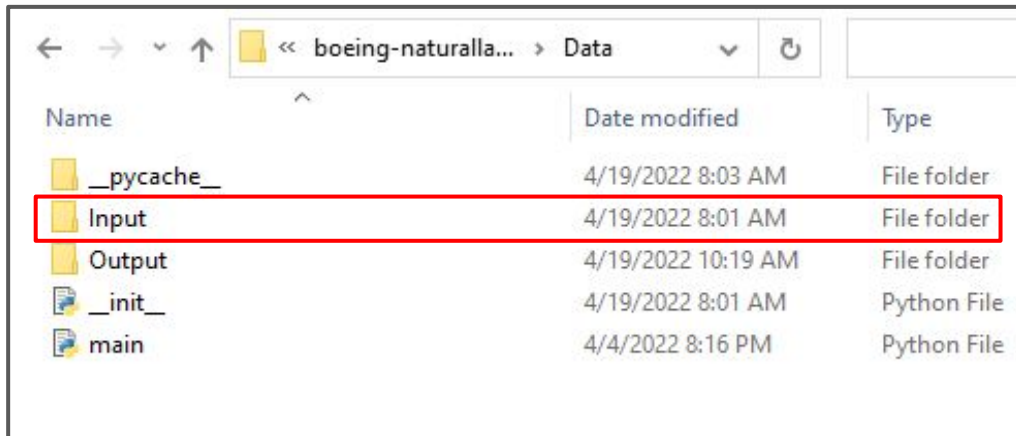 « boeing-naturalla... › Data
Name Date modified Type
__pycache__ 4/19/2022 8:03 AM File folder
Input 4/19/2022 8:01 AM File folder
Output 4/19/2022 10:19 AM File folder
__init__ 4/19/2022 8:01 AM Python File
main 4/4/2022 8:16 PM Python File